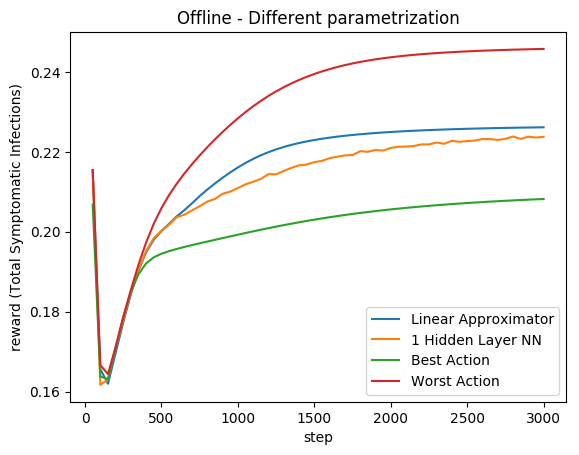 Offline - Different parametrization
reward (Total Symptomatic Infections)
0.24
0.22
0.20
0.18
0.16
Linear Approximator
1 Hidden Layer NN
Best Action
Worst Action
0
500
1000
1500
2000
2500
3000
step